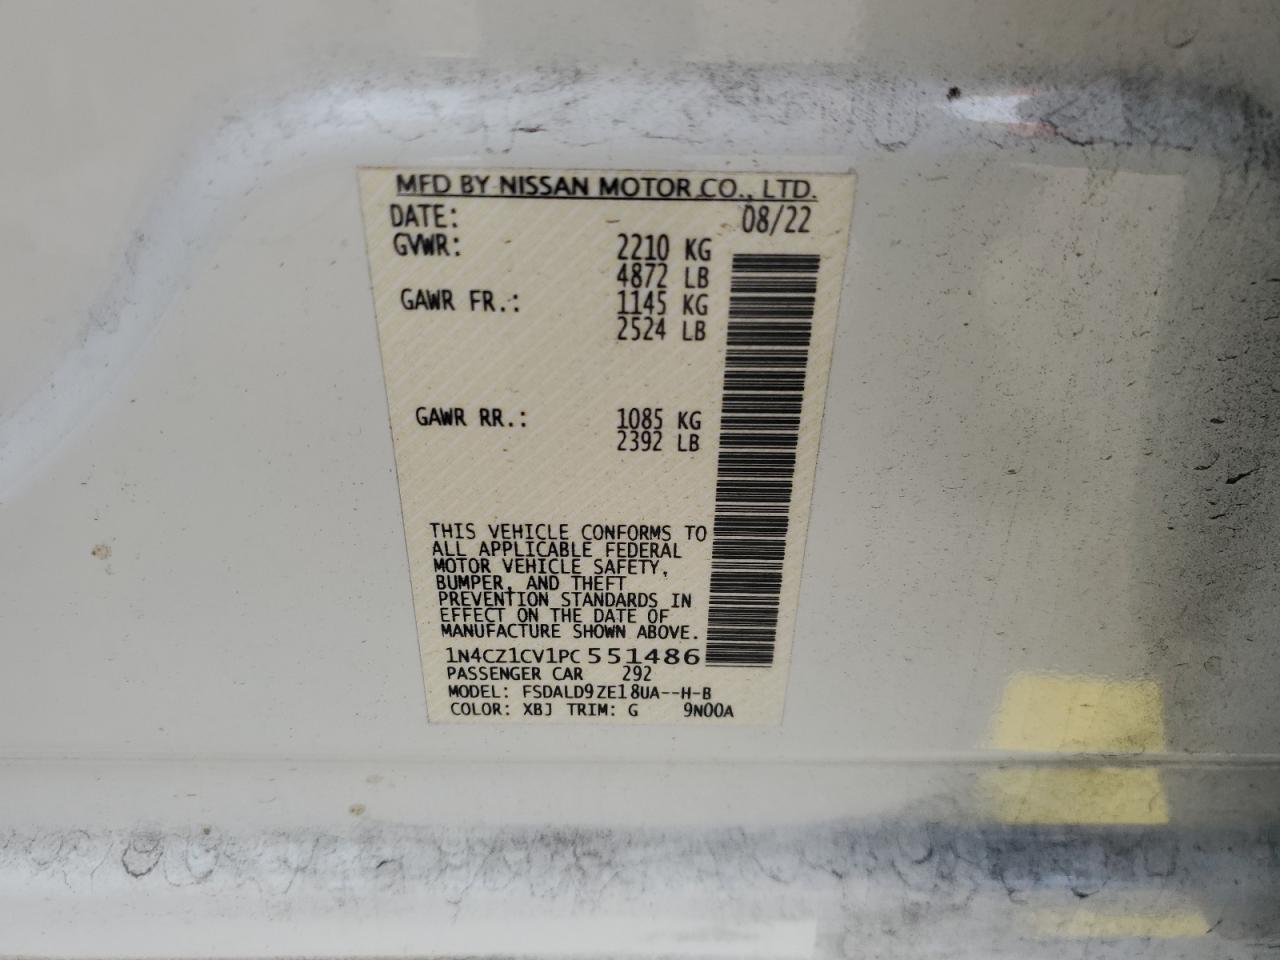 MFD BY NISSAN MOTOR CO., LTD.
DATE: 08/22
GVWR: 2210 KG
4872 LB
GAWR FR.: 1145 KG
2524 LB
GAWR RR.: 1085 KG
2392 LB
THIS VEHICLE CONFORMS TO
ALL APPLICABLE FEDERAL
MOTOR VEHICLE SAFETY,
BUMPER, AND THEFT
PREVENTION STANDARDS IN
EFFECT ON THE DATE OF
MANUFACTURE SHOWN ABOVE.
1N4CZ1CV1PC551486
PASSENGER CAR 292
MODEL: FSDALD9ZE18UA--H-B
COLOR: XBJ TRIM: G 9N00A